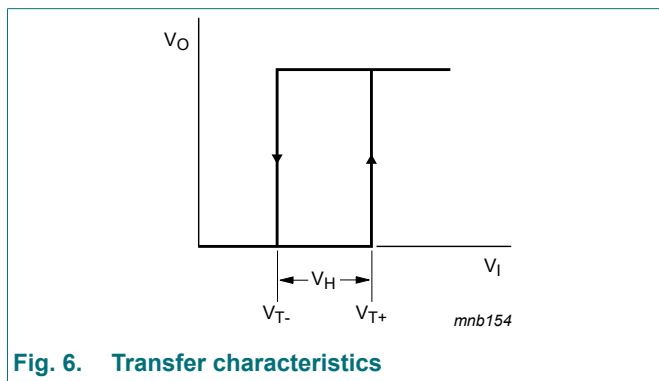 VO
VH
VI
VT-
VT+
mnb154
Fig. 6. Transfer characteristics